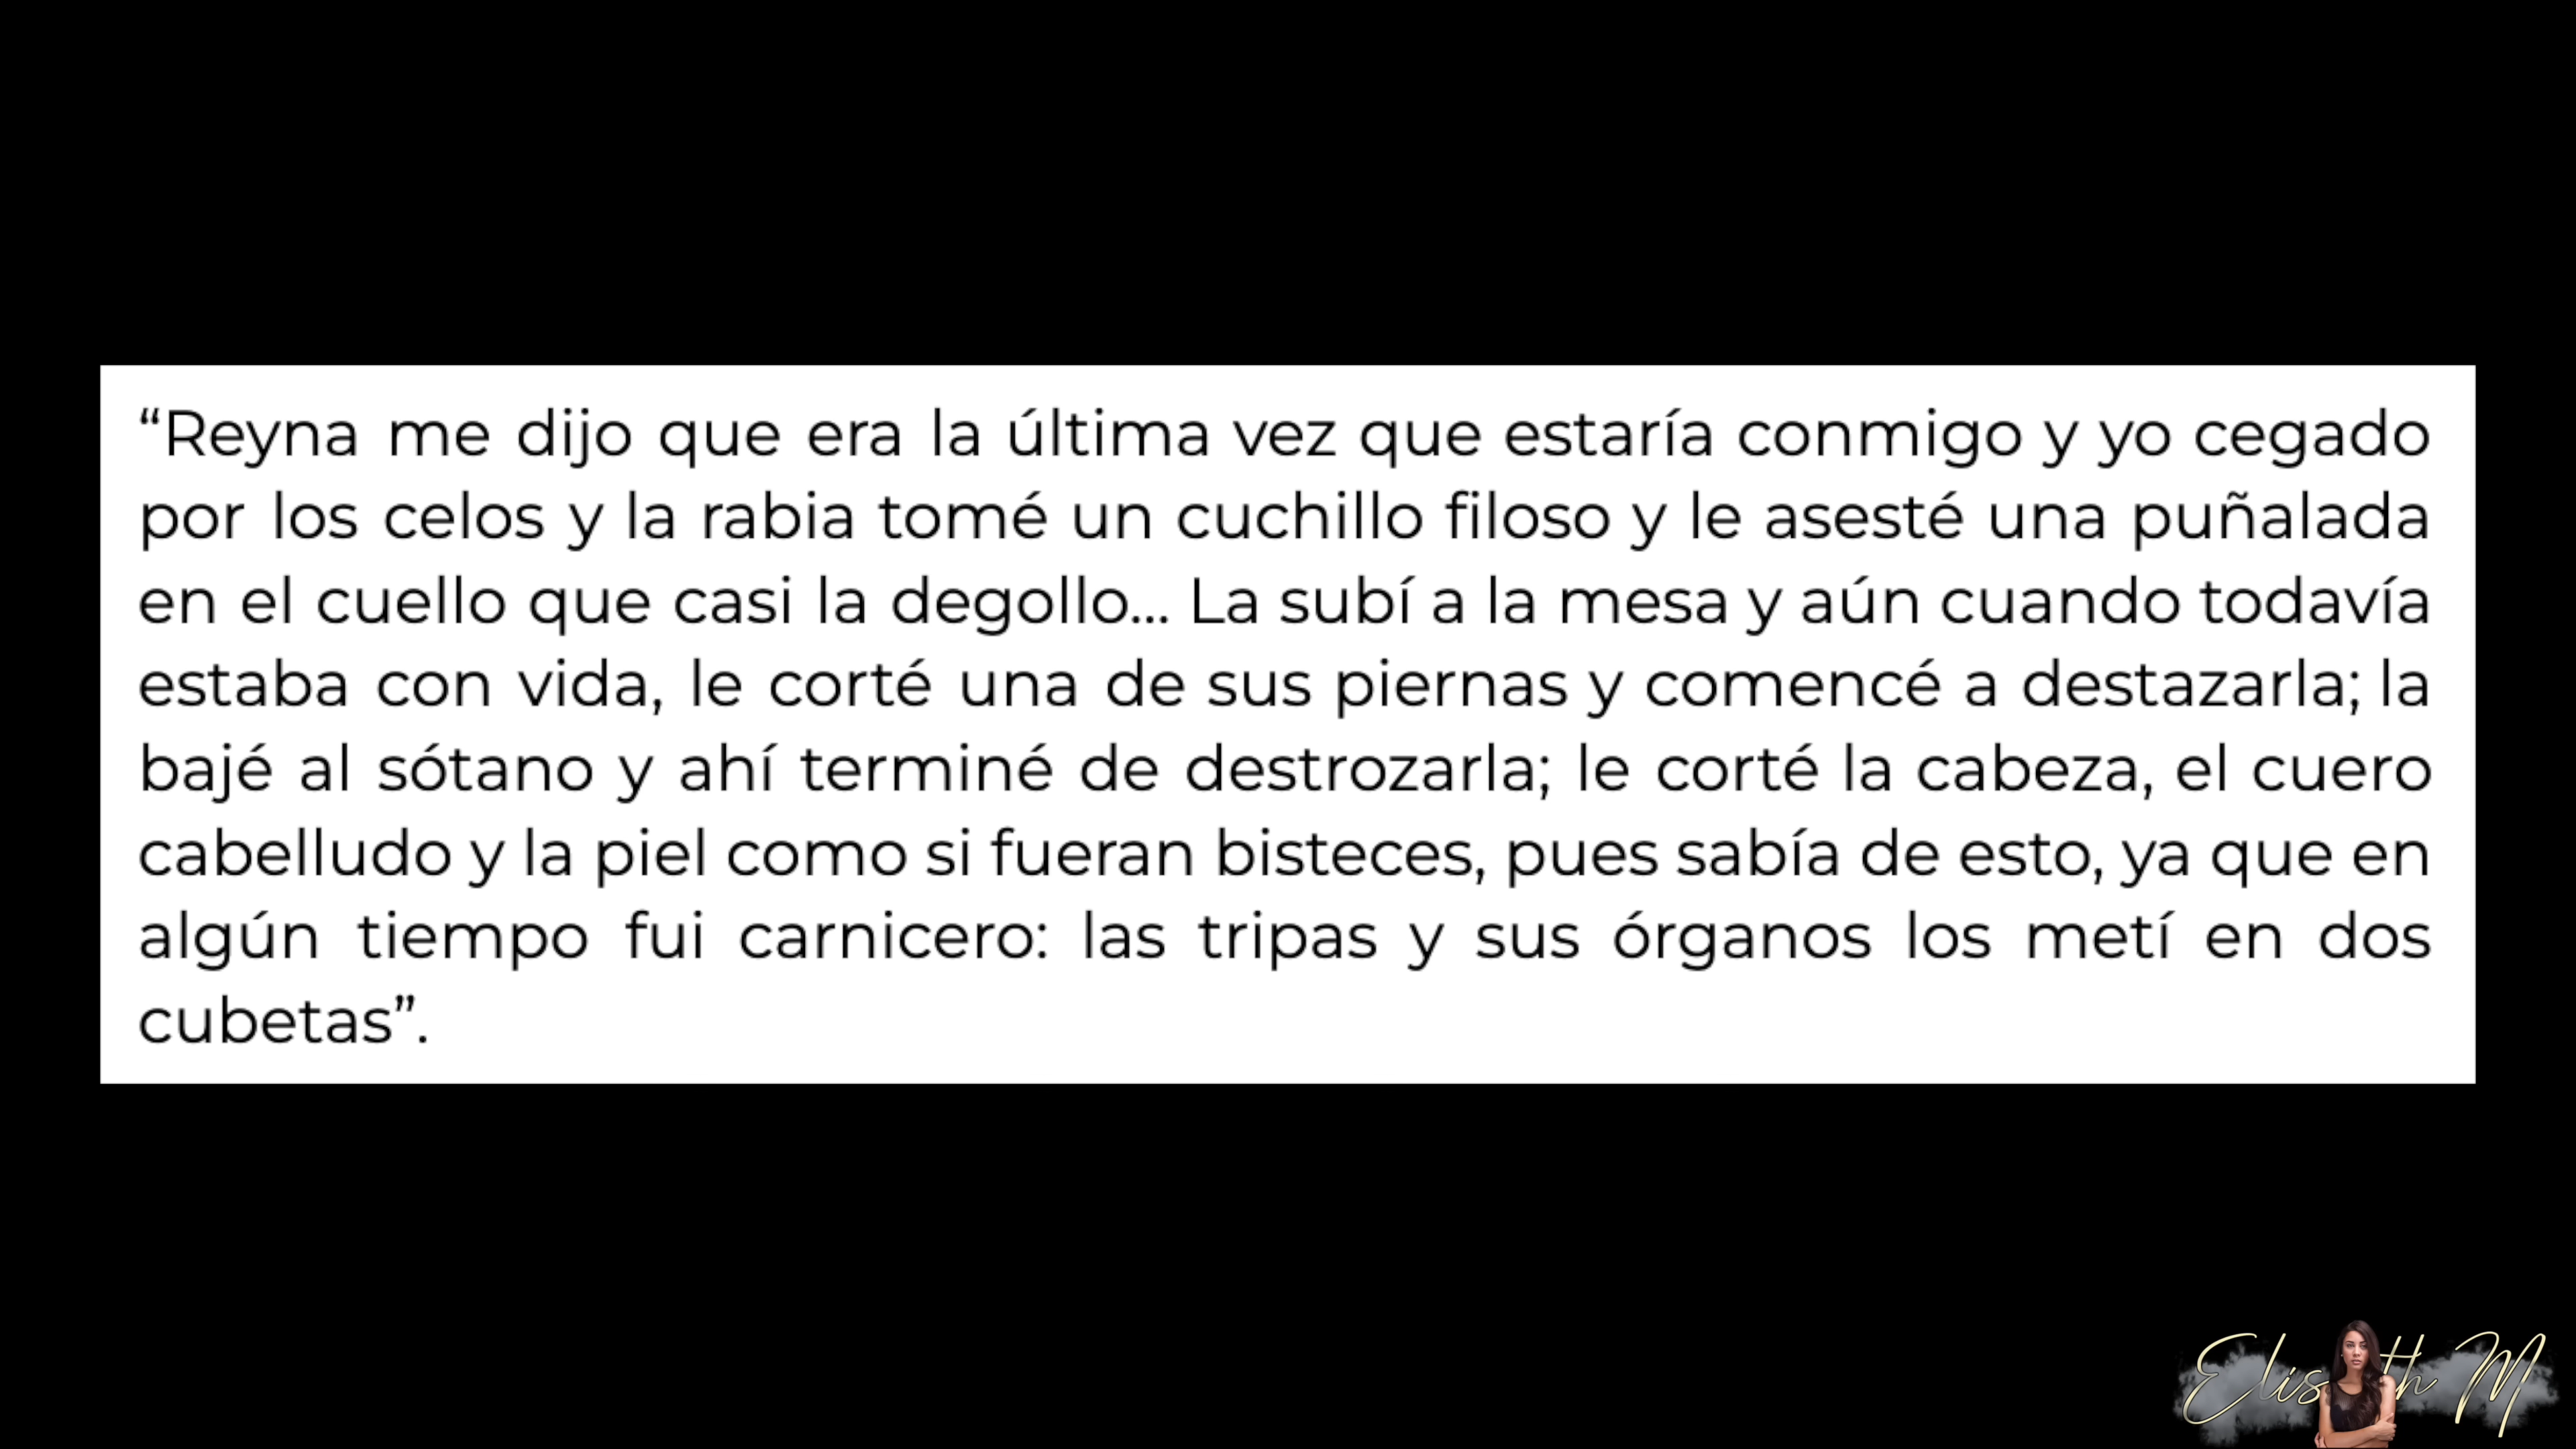 “Reyna me dijo que era la última vez que estaría conmigo y yo cegado
por los celos y la rabia tomé un cuchillo filoso y le asesté una puñalada
en el cuello que casi la degollo... La subí a la mesa y aún cuando todavía
estaba con vida, le corté una de sus piernas y comencé a destazarla; la
bajé al sótano y ahí terminé de destrozarla; le corté la cabeza, el cuero
cabelludo y la piel como si fueran bisteces, pues sabía de esto, ya que en
algún tiempo fui carnicero: las tripas y sus órganos los metí en dos
cubetas”.